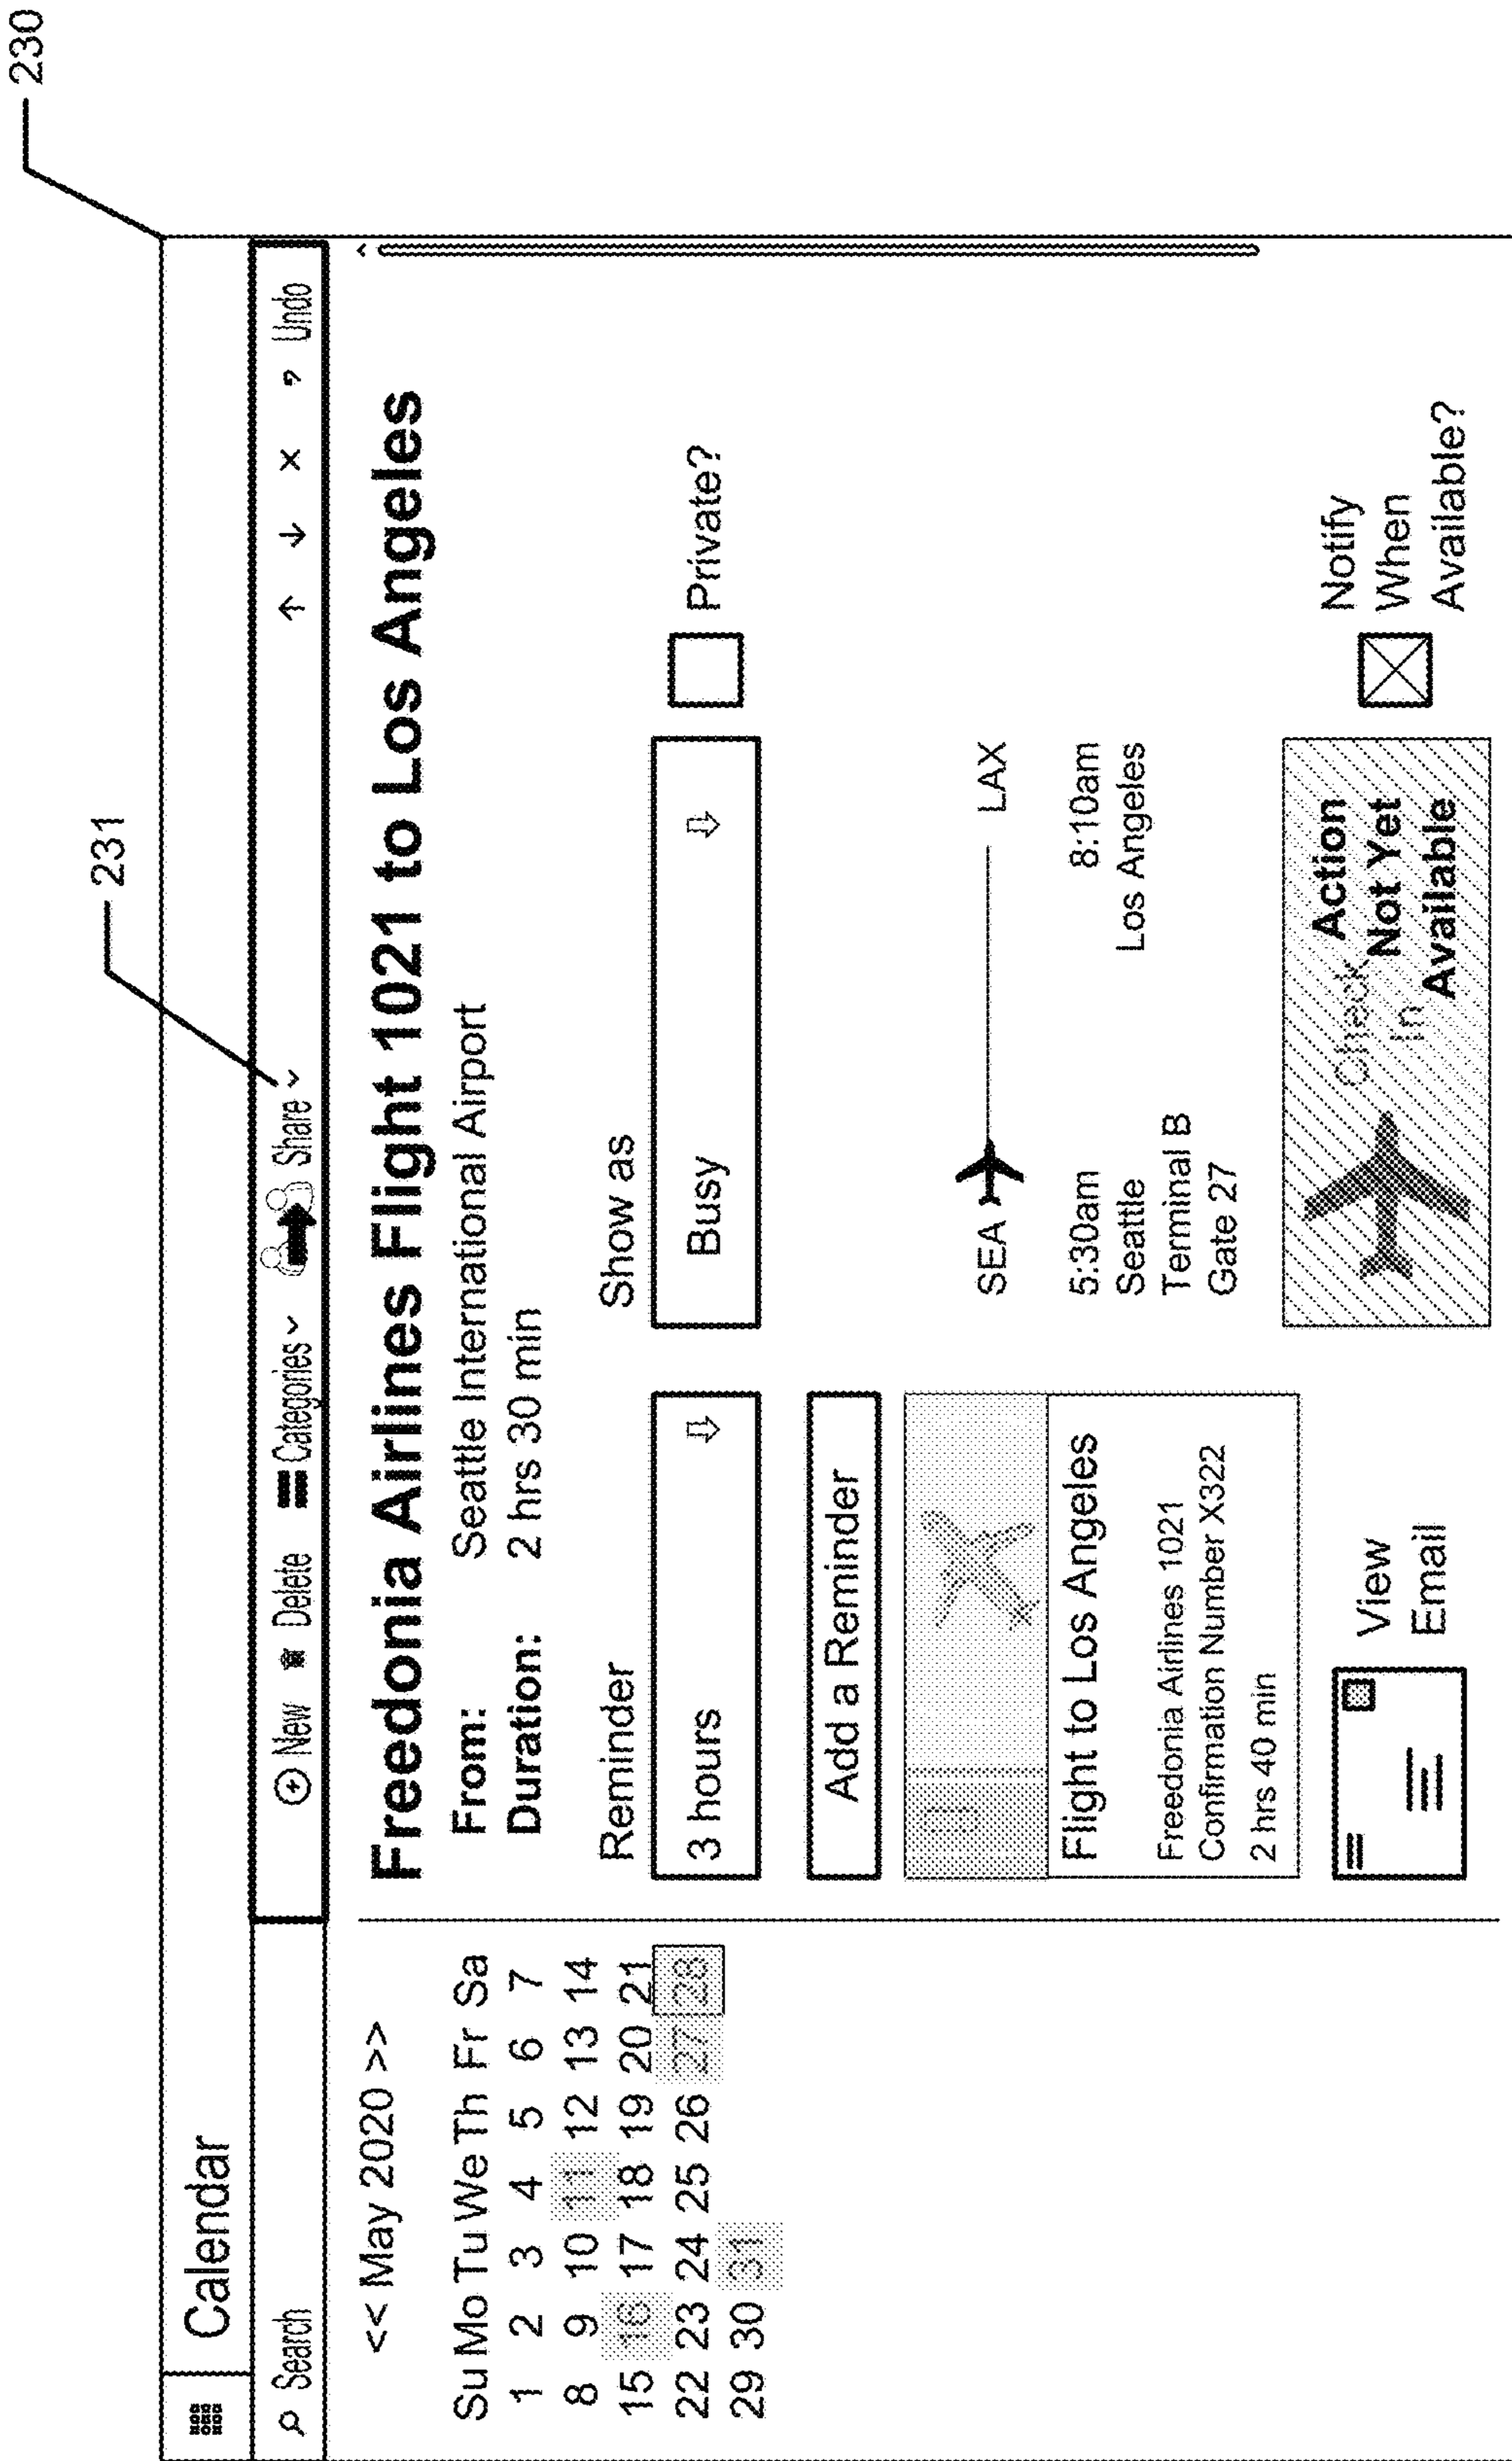 230
231
Calendar
Search
New Delete Categories Share Undo
<< May 2020 >>
Su Mo Tu We Th Fr Sa
1 2 3 4 5 6 7
8 9 10 11 12 13 14
15 16 17 18 19 20 21
22 23 24 25 26 27 28
29 30 31
Freedonia Airlines Flight 1021 to Los Angeles
From: Seattle International Airport
Duration: 2 hrs 30 min
Reminder Show as
3 hours Busy Private?
Add a Reminder
Flight to Los Angeles
Freedonia Airlines 1021
Confirmation Number X322
2 hrs 40 min
View
Email
SEA LAX
5:30am 8:10am
Seattle Los Angeles
Terminal B
Gate 27
Check
In
Action
Not Yet
Available
Notify
When
Available?